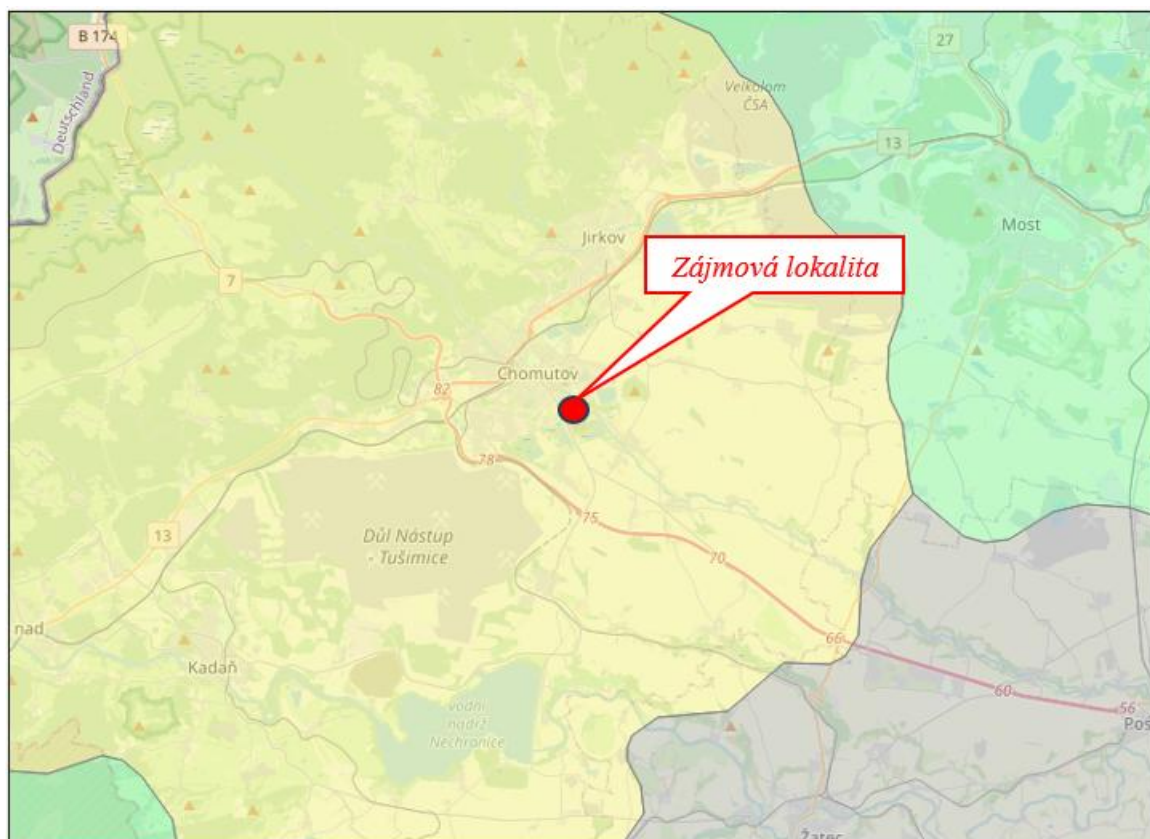 B 174
27
Deutschland
Velkolom
ČSA
13
Most
Jirkov
Zájmová lokalita
7
Chomutov
82
78
75
Důl Nástup
- Tušimice
13
70
nad
66
Kadaň
60
56
vodní
nádrž
Nechranice
Pos
Žatec